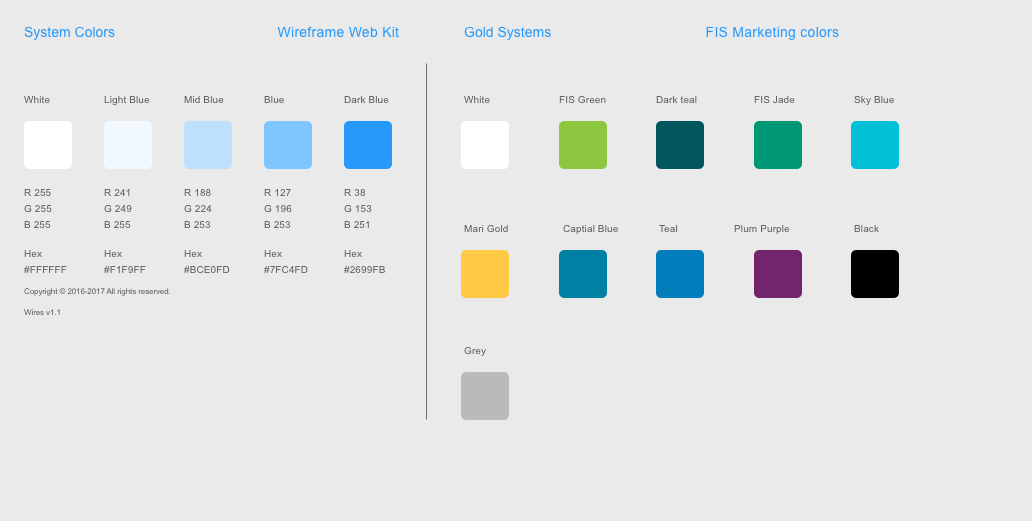 System Colors
Wireframe Web Kit
White
Light Blue
Mid Blue
Blue
Dark Blue
R 255
G 255
B 255
R 241
G 249
B 255
R 188
G 224
B 253
R 127
G 196
B 253
R 38
G 153
B 251
Hex
#FFFFFF
Hex
#F1F9FF
Hex
#BCE0FD
Hex
#7FC4FD
Hex
#2699FB
Copyright © 2016-2017 All rights reserved.
Wires v1.1
Gold Systems
FIS Marketing colors
White
FIS Green
Dark teal
FIS Jade
Sky Blue
Mari Gold
Captial Blue
Teal
Plum Purple
Black
Grey